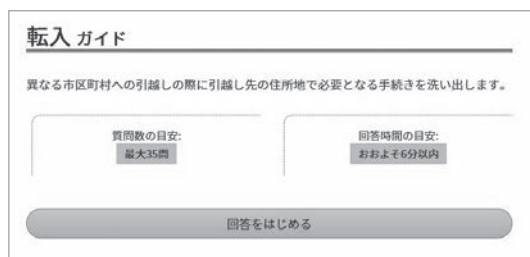 転入 ガイド
異なる市区町村への引越しの際に引越し先の住所地で必要となる手続きを洗い出します。
質問数の目安:
最大35問
回答時間の目安:
おおよそ6分以内
回答をはじめる